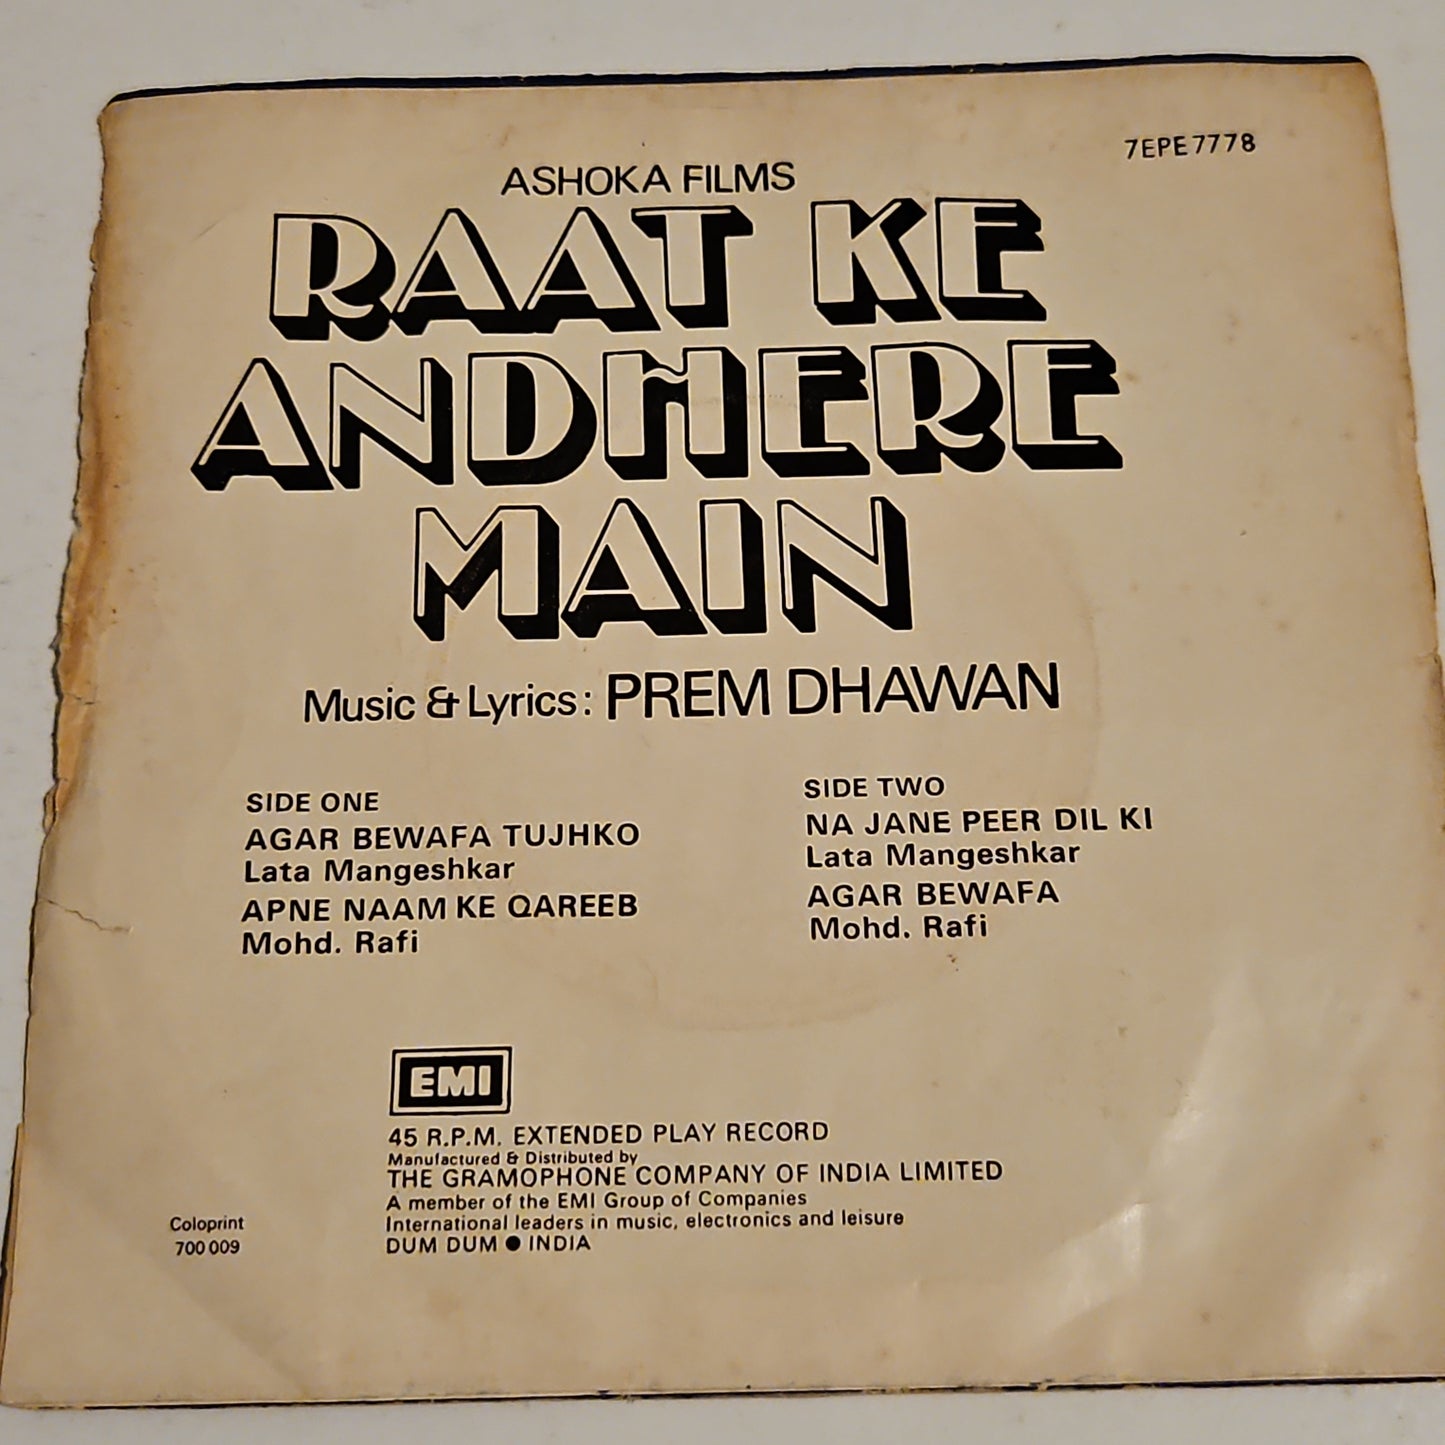 7EPE 7778
ASHOKA FILMS
RAAT KE
ANDHERE
MAIN
Music & Lyrics: PREM DHAWAN
SIDE ONE
AGAR BEWAFA TUJHKO
Lata Mangeshkar
APNE NAAM KE QAREEB
Mohd. Rafi
SIDE TWO
NA JANE PEER DIL KI
Lata Mangeshkar
AGAR BEWAFA
Mohd. Rafi
EMI
45 R.P.M. EXTENDED PLAY RECORD
Manufactured & Distributed by
THE GRAMOPHONE COMPANY OF INDIA LIMITED
A member of the EMI Group of Companies
International leaders in music, electronics and leisure
DUM DUM ● INDIA
Coloprint
700 009